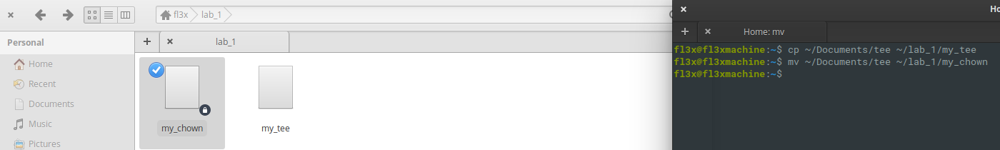 fl3x lab_1
Personal
Home
Recent
Documents
Music
Pictures
lab_1
my_chown
my_tee
Ho
Home: mv
fl3x@fl3xmachine:~$ cp ~/Documents/tee ~/lab_1/my_tee
fl3x@fl3xmachine:~$ mv ~/Documents/tee ~/lab_1/my_chown
fl3x@fl3xmachine:~$